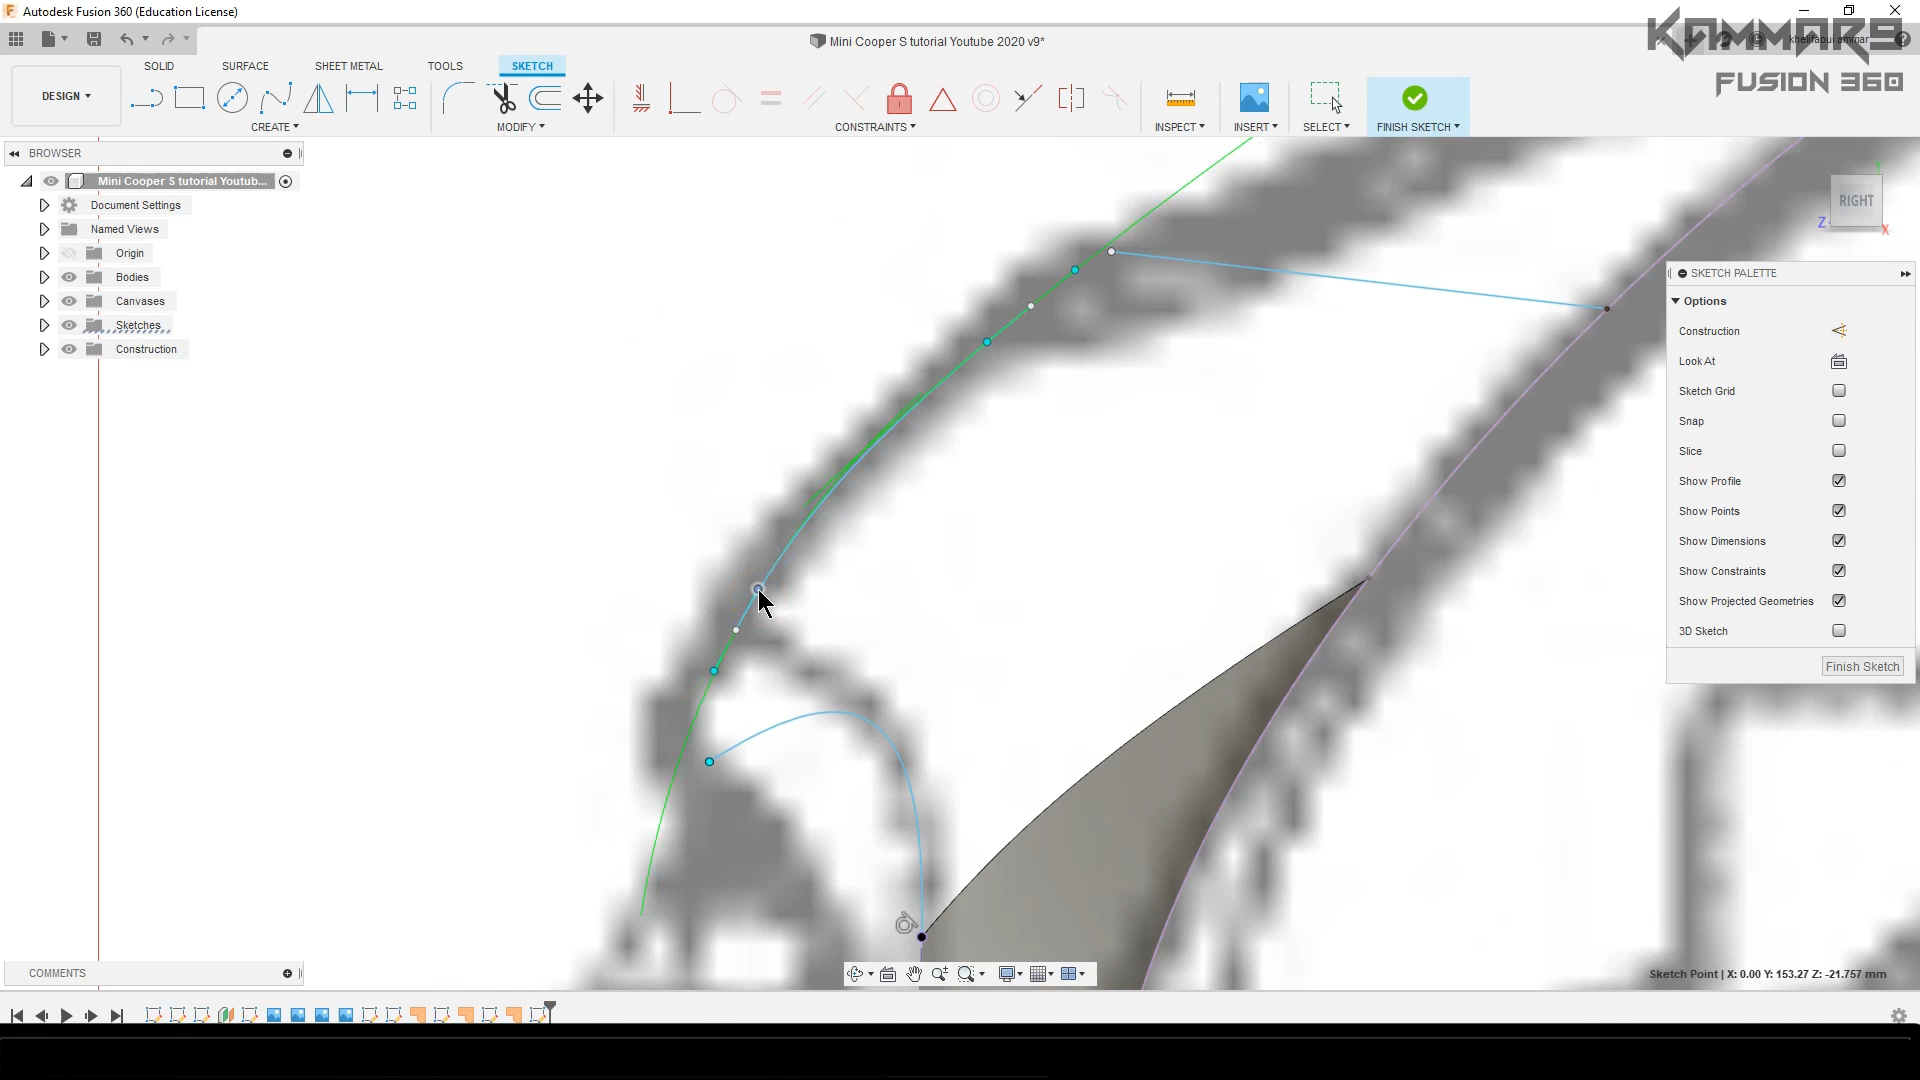 Autodesk Fusion 360 (Education License)
Mini Cooper S tutorial Youtube 2020 v9*
khelifaoui ammar
KAMMAR9
FUSION 360
SOLID SURFACE SHEET METAL TOOLS SKETCH
DESIGN
CREATE MODIFY CONSTRAINTS INSPECT INSERT SELECT FINISH SKETCH
BROWSER
Mini Cooper S tutorial Youtub...
Document Settings
Named Views
Origin
Bodies
Canvases
Sketches
Construction
Y
RIGHT
Z
X
SKETCH PALETTE
Options
Construction
Look At
Sketch Grid
Snap
Slice
Show Profile
Show Points
Show Dimensions
Show Constraints
Show Projected Geometries
3D Sketch
Finish Sketch
COMMENTS
Sketch Point | X: 0.00 Y: 153.27 Z: -21.757 mm